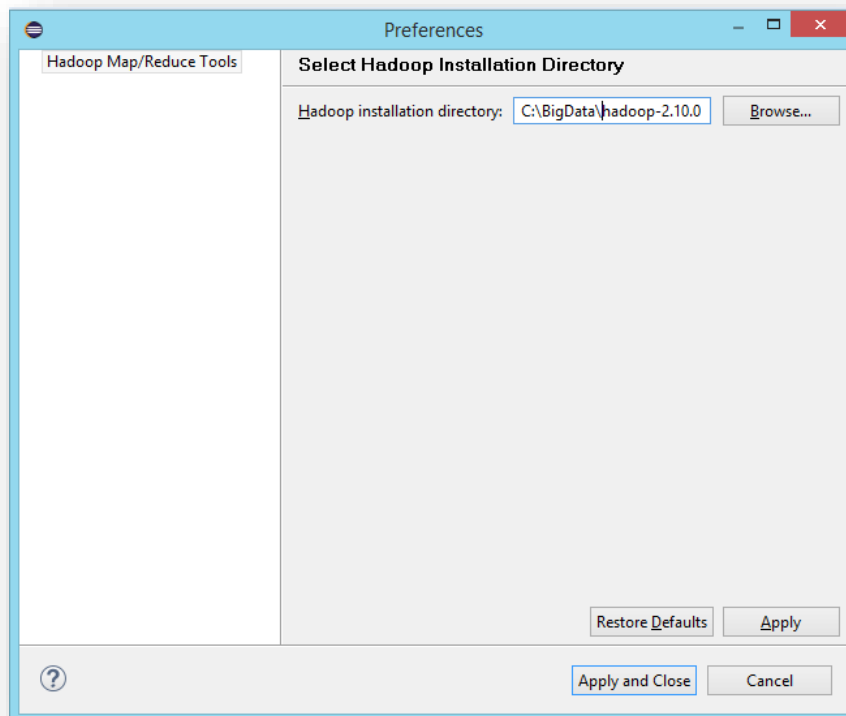 Preferences
Hadoop Map/Reduce Tools
Select Hadoop Installation Directory
Hadoop installation directory: C:\BigData\hadoop-2.10.0 Browse...
Restore Defaults Apply
? Apply and Close Cancel